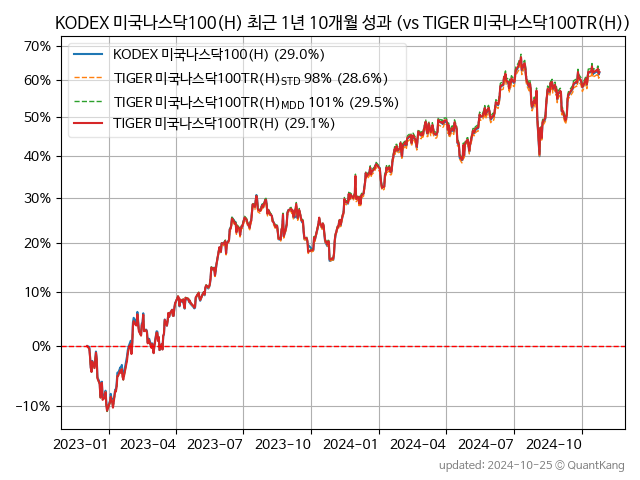 KODEX 미국나스닥100(H) 최근 1년 10개월 성과 (vs TIGER 미국나스닥100TR(H))
70%
60%
50%
40%
30%
20%
10%
0%
−10%
KODEX 미국나스닥100(H) (29.0%)
TIGER 미국나스닥100TR(H)STD 98% (28.6%)
TIGER 미국나스닥100TR(H)MDD 101% (29.5%)
TIGER 미국나스닥100TR(H) (29.1%)
2023-01 2023-04 2023-07 2023-10 2024-01 2024-04 2024-07 2024-10
updated: 2024-10-25 ⓒ QuantKang